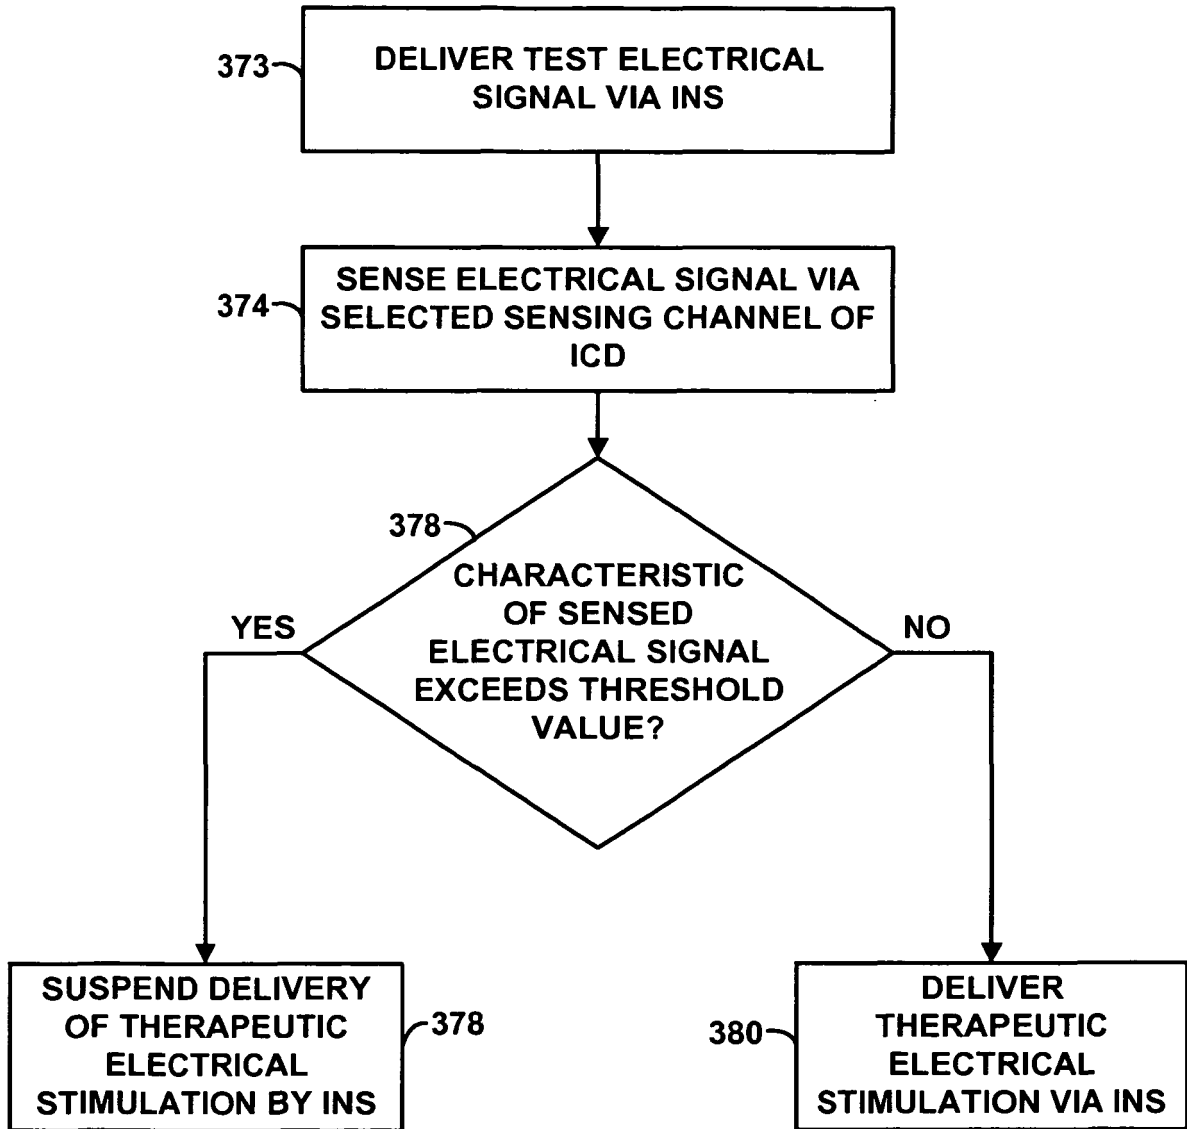 373
DELIVER TEST ELECTRICAL
SIGNAL VIA INS
374
SENSE ELECTRICAL SIGNAL VIA
SELECTED SENSING CHANNEL OF
ICD
378
CHARACTERISTIC
OF SENSED
ELECTRICAL SIGNAL
EXCEEDS THRESHOLD
VALUE?
YES
NO
SUSPEND DELIVERY
OF THERAPEUTIC
ELECTRICAL
STIMULATION BY INS
378
380
DELIVER
THERAPEUTIC
ELECTRICAL
STIMULATION VIA INS